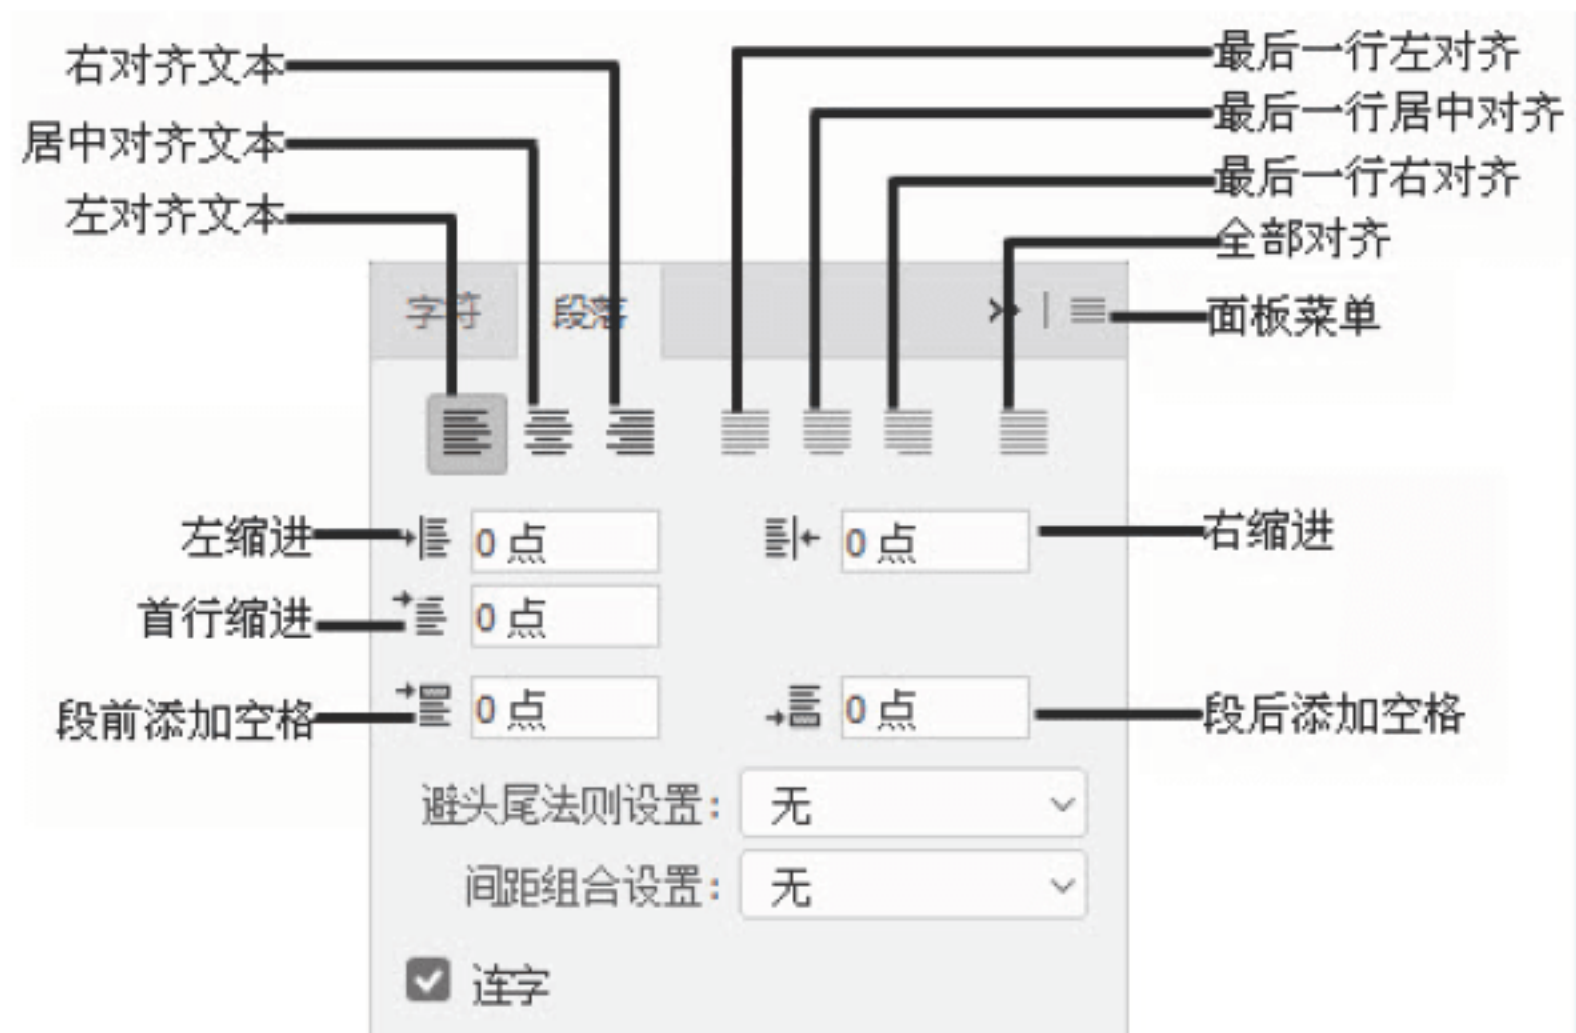 右对齐文本
居中对齐文本
左对齐文本
最后一行左对齐
最后一行居中对齐
最后一行右对齐
全部对齐
面板菜单
字符
段落
左缩进
0 点
0 点
右缩进
首行缩进
0 点
段前添加空格
0 点
0 点
段后添加空格
避头尾法则设置：
无
间距组合设置：
无
连字